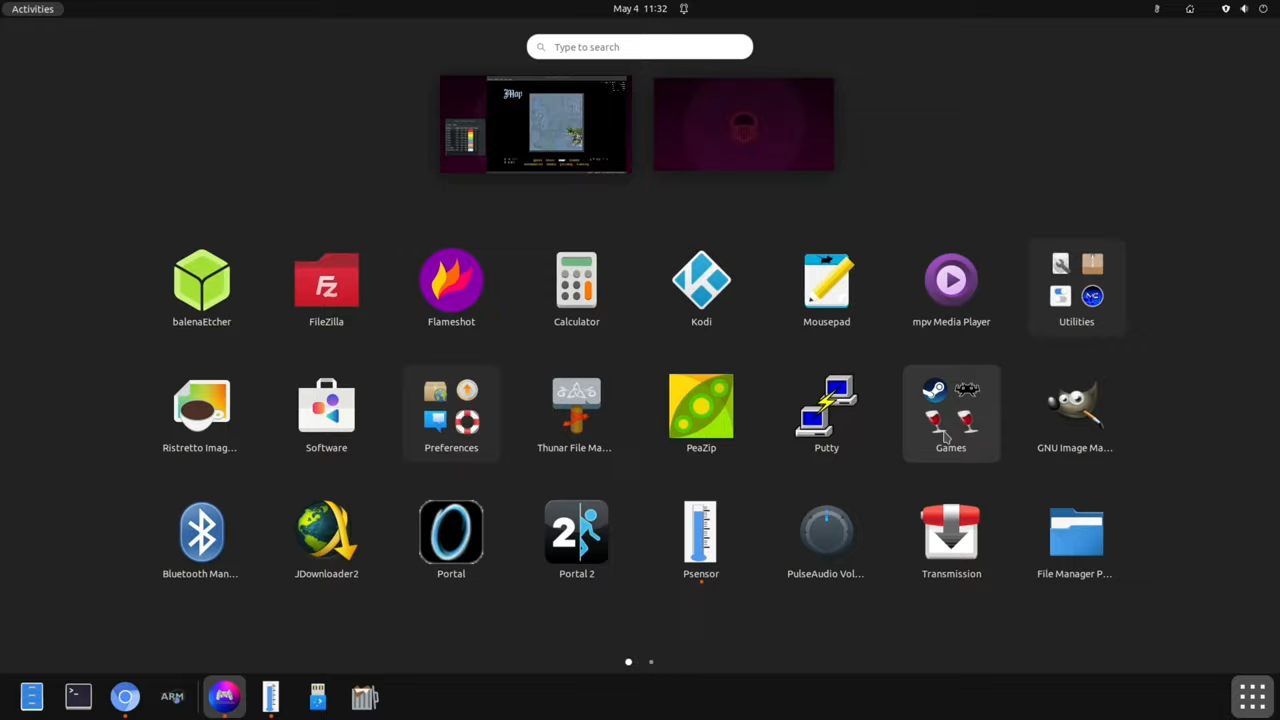 Activities
May 4 11:32
Type to search
Map
balenaEtcher
FileZilla
Flameshot
Calculator
Kodi
Mousepad
mpv Media Player
Utilities
Ristretto Imag...
Software
Preferences
Thunar File Ma...
PeaZip
Putty
Games
GNU Image Ma...
Bluetooth Man...
JDownloader2
Portal
2
Portal 2
Psensor
PulseAudio Vol...
Transmission
File Manager P...
ARM